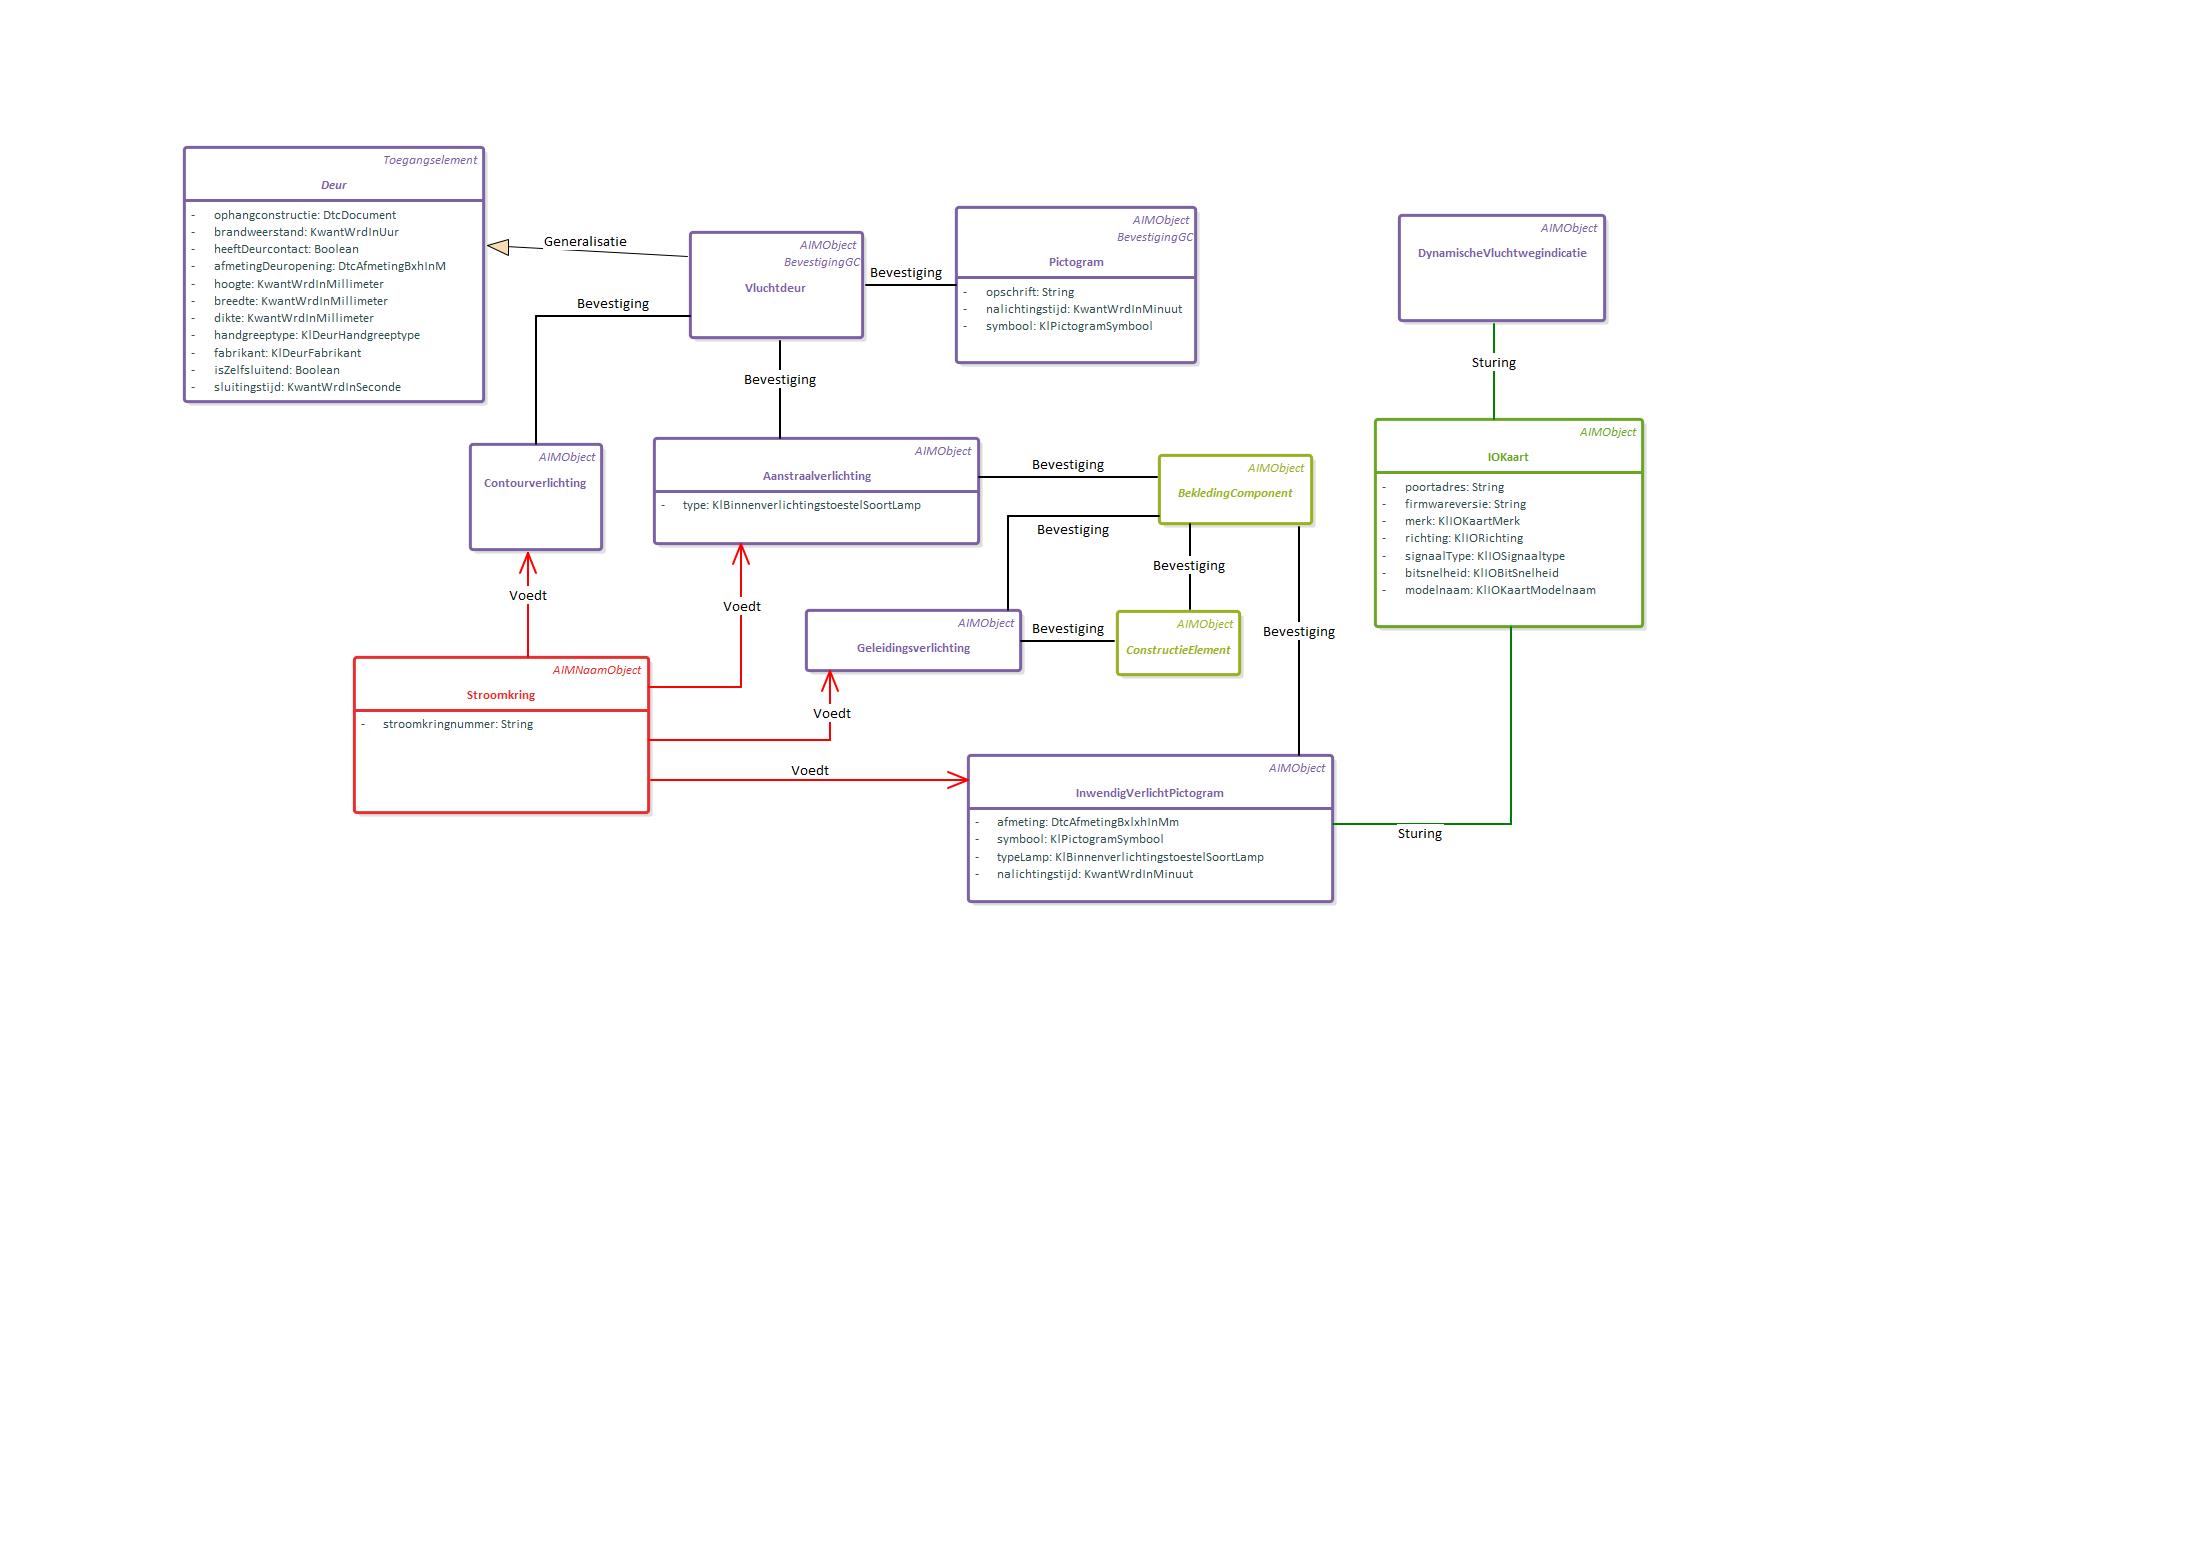 Toegangselement
Deur
- ophangconstructie: DtcDocument
- brandweerstand: KwantWrdInUur
- heeftDeurcontact: Boolean
- afmetingDeuropening: DtcAfmetingBxhInM
- hoogte: KwantWrdInMillimeter
- breedte: KwantWrdInMillimeter
- dikte: KwantWrdInMillimeter
- handgreeptype: KlDeurHandgreeptype
- fabrikant: KlDeurFabrikant
- isZelfsluitend: Boolean
- sluitingstijd: KwantWrdInSeconde
Generalisatie
AIMObject
BevestigingGC
Vluchtdeur
Bevestiging
AIMObject
BevestigingGC
Pictogram
- opschrift: String
- nalichtingstijd: KwantWrdInMinuut
- symbool: KlPictogramSymbool
AIMObject
DynamischeVluchtwegindicatie
Bevestiging
Bevestiging
Sturing
AIMObject
Contourverlichting
AIMObject
Aanstraalverlichting
- type: KlBinnenverlichtingstoestelSoortLamp
Bevestiging
AIMObject
BekledingComponent
AIMObject
IOKaart
- poortadres: String
- firmwareversie: String
- merk: KlIOKaartMerk
- richting: KlIORichting
- signaalType: KlIOSignaaltype
- bitsnelheid: KlIOBitSnelheid
- modelnaam: KlIOKaartModelnaam
Bevestiging
Bevestiging
Voedt
Voedt
AIMObject
Geleidingsverlichting
Bevestiging
AIMObject
ConstructieElement
Bevestiging
AIMNaamObject
Stroomkring
- stroomkringnummer: String
Voedt
Voedt
AIMObject
InwendigVerlichtPictogram
- afmeting: DtcAfmetingBxlxhInMm
- symbool: KlPictogramSymbool
- typeLamp: KlBinnenverlichtingstoestelSoortLamp
- nalichtingstijd: KwantWrdInMinuut
Sturing